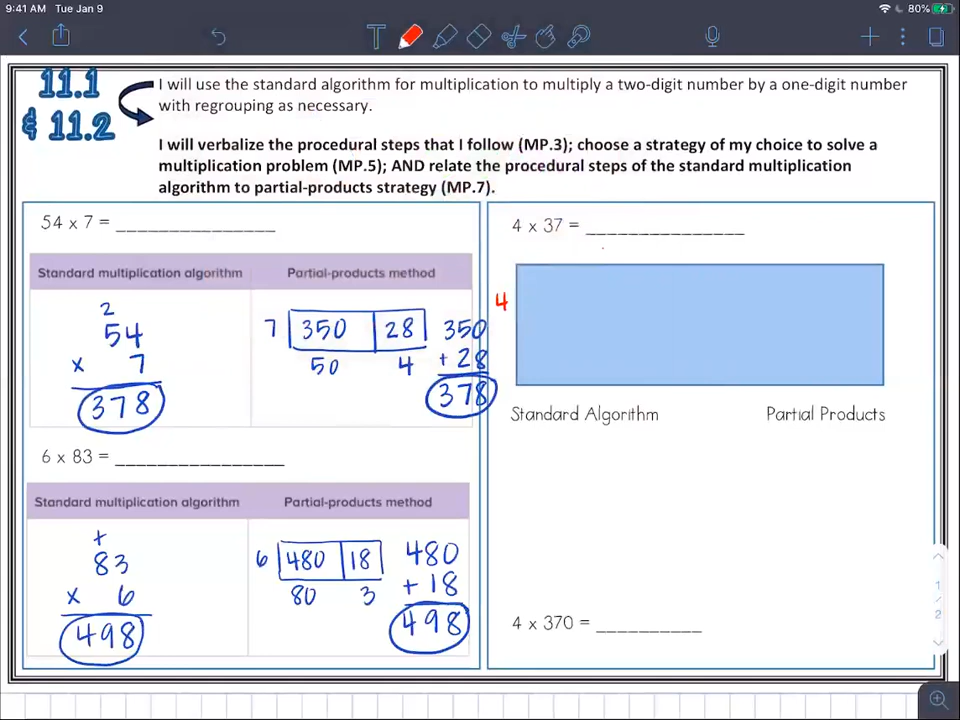 9:41 AM Tue Jan 9
80%
11.1
& 11.2
I will use the standard algorithm for multiplication to multiply a two-digit number by a one-digit number
with regrouping as necessary.
I will verbalize the procedural steps that I follow (MP.3); choose a strategy of my choice to solve a
multiplication problem (MP.5); AND relate the procedural steps of the standard multiplication
algorithm to partial-products strategy (MP.7).
54 x 7 = _______________
Standard multiplication algorithm
Partial-products method
2
54
x 7
378
7 350 28
50 4
350
+ 28
378
6 x 83 = ________________
Standard multiplication algorithm
Partial-products method
83
x 6
498
6 480 18
80 3
480
+ 18
498
4 x 37 = _______________
4
Standard Algorithm
Partial Products
4 x 370 = __________
1
/
2